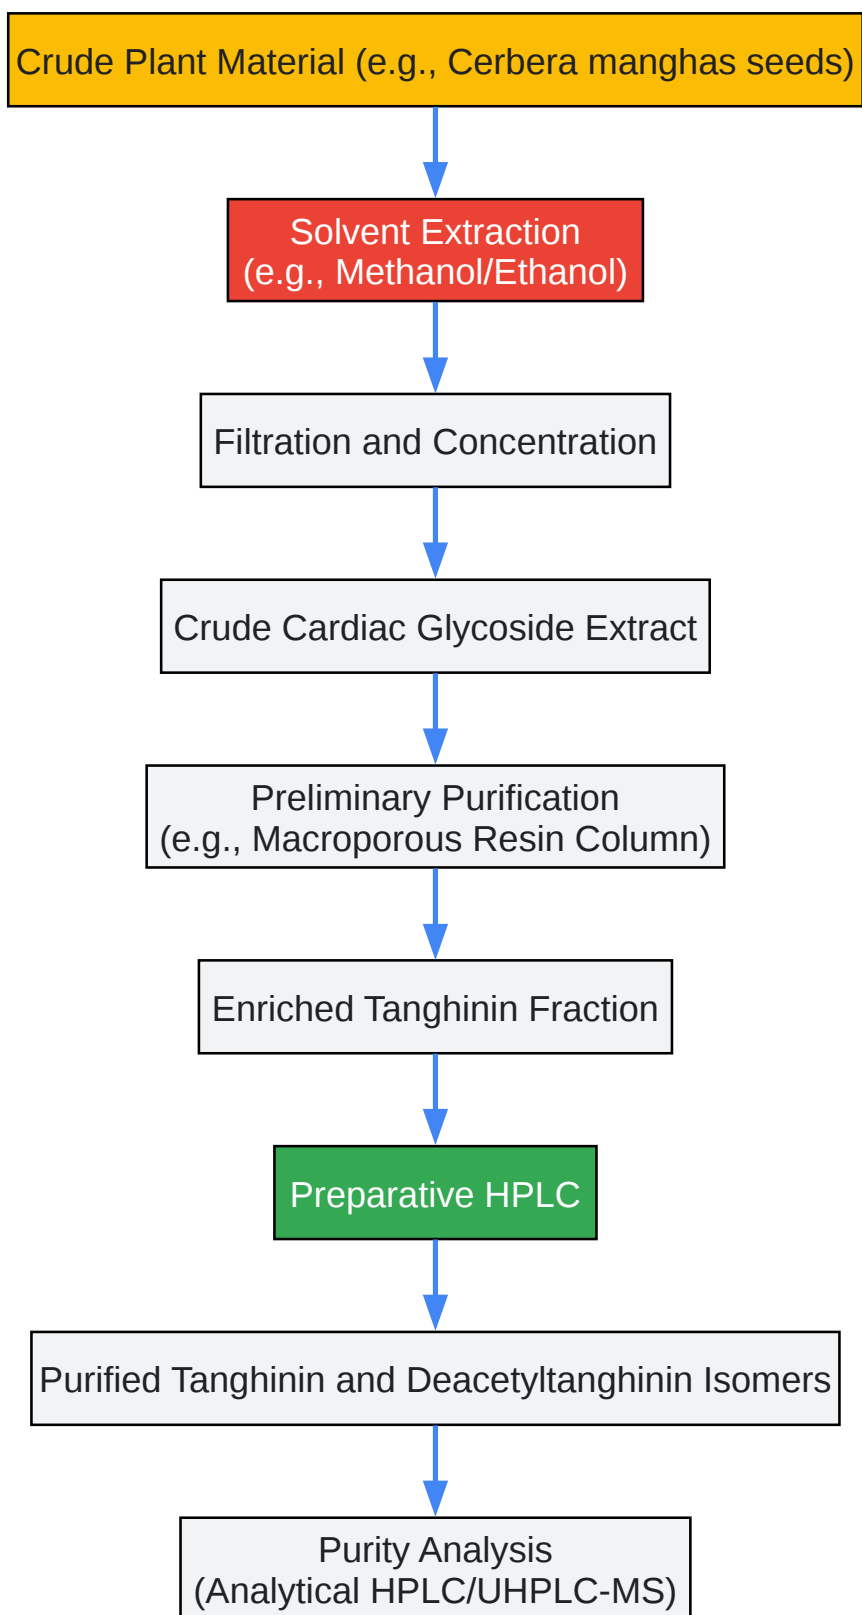 Crude Plant Material (e.g., Cerbera manghas seeds)
Solvent Extraction
(e.g., Methanol/Ethanol)
Filtration and Concentration
Crude Cardiac Glycoside Extract
Preliminary Purification
(e.g., Macroporous Resin Column)
Enriched Tanghinin Fraction
Preparative HPLC
Purified Tanghinin and Deacetyltanghinin Isomers
Purity Analysis
(Analytical HPLC/UHPLC-MS)